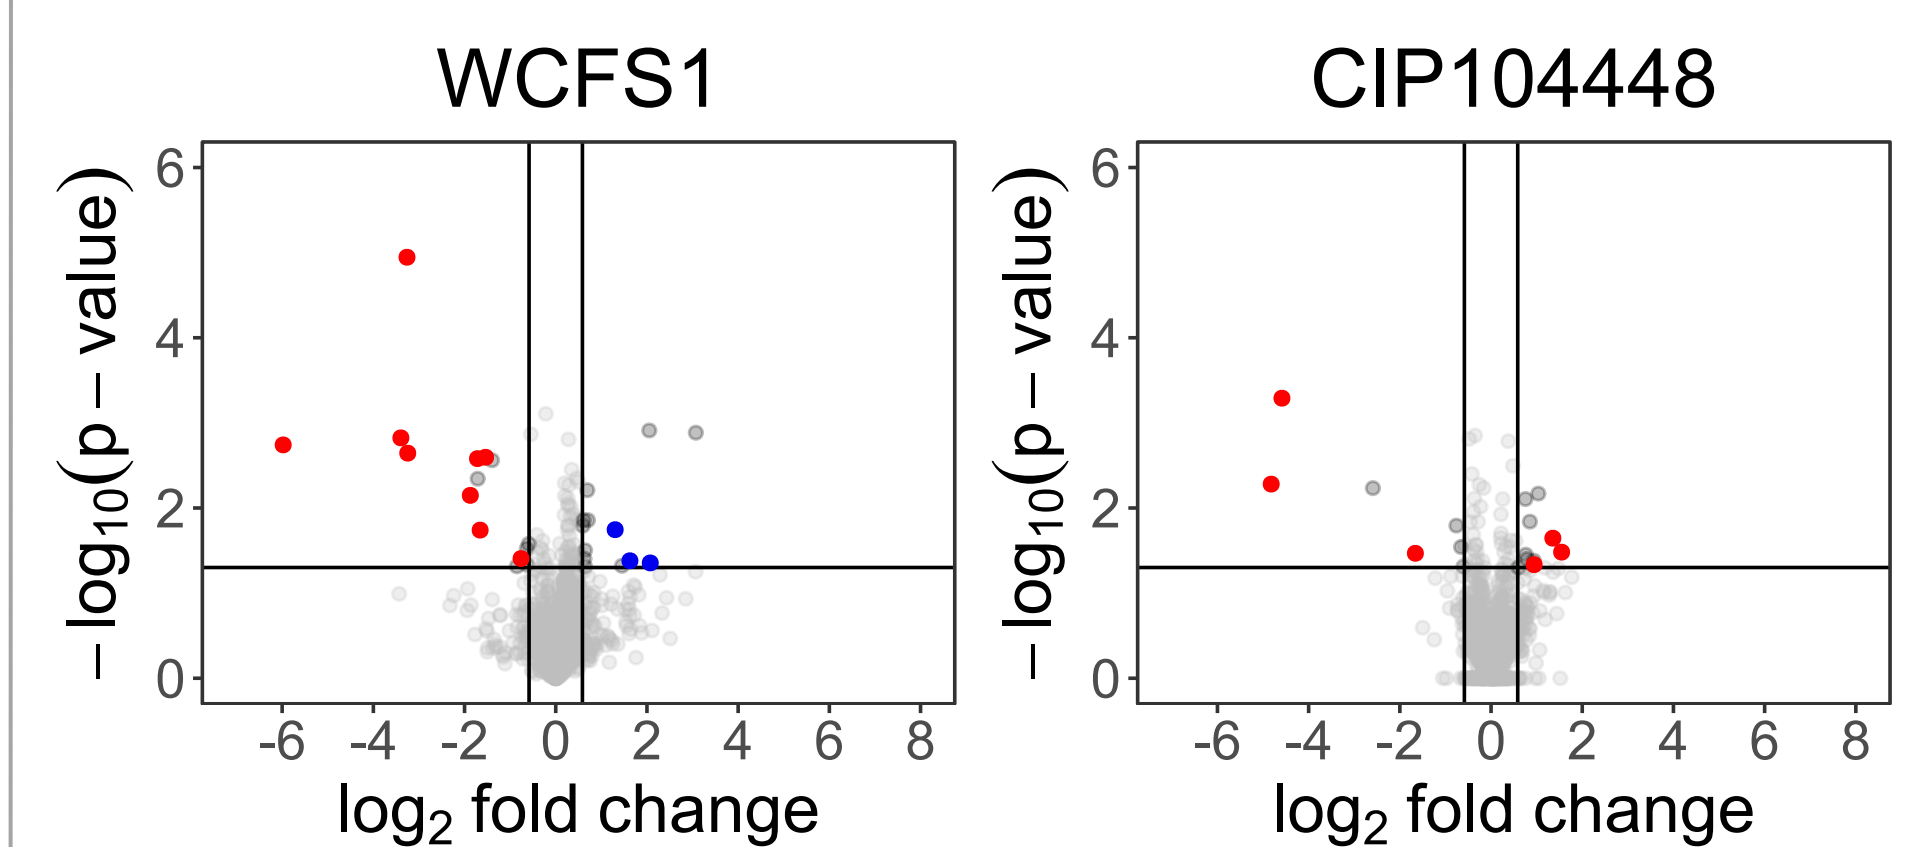 WCFS1
−log10(p − value)
6
4
2
0
-6 -4 -2 0 2 4 6 8
log2 fold change
CIP104448
−log10(p − value)
6
4
2
0
-6 -4 -2 0 2 4 6 8
log2 fold change